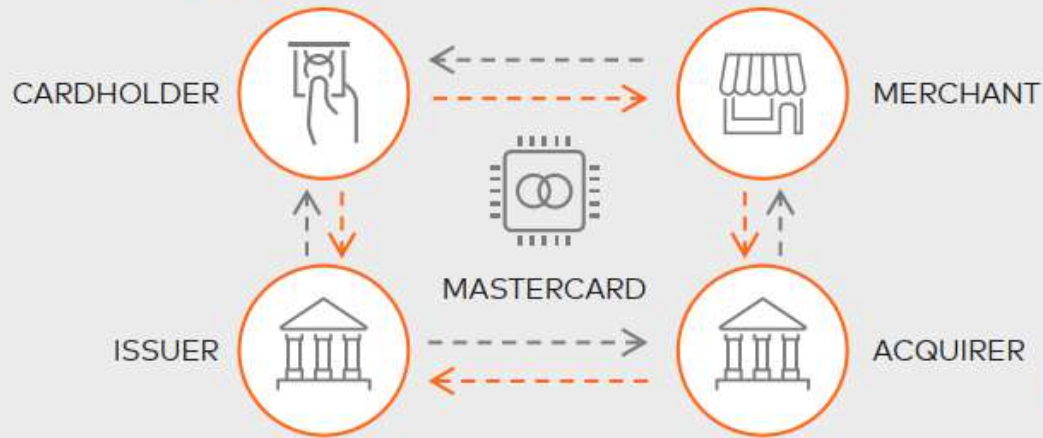 CARDHOLDER
MERCHANT
MASTERCARD
ISSUER
ACQUIRER